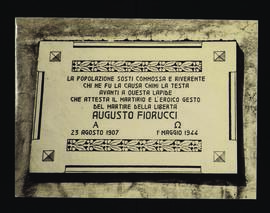 LA POPOLAZIONE SOSTI COMMOSSA E RIVERENTE
CHI NE FU LA CAUSA CHINI LA TESTA
AVANTI A QUESTA LAPIDE
CHE ATTESTA IL MARTIRIO E L'EROICO GESTO
DEL MARTIRE DELLA LIBERTÀ
AUGUSTO FIORUCCI
Α Ω
23 AGOSTO 1907 1 MAGGIO 1944